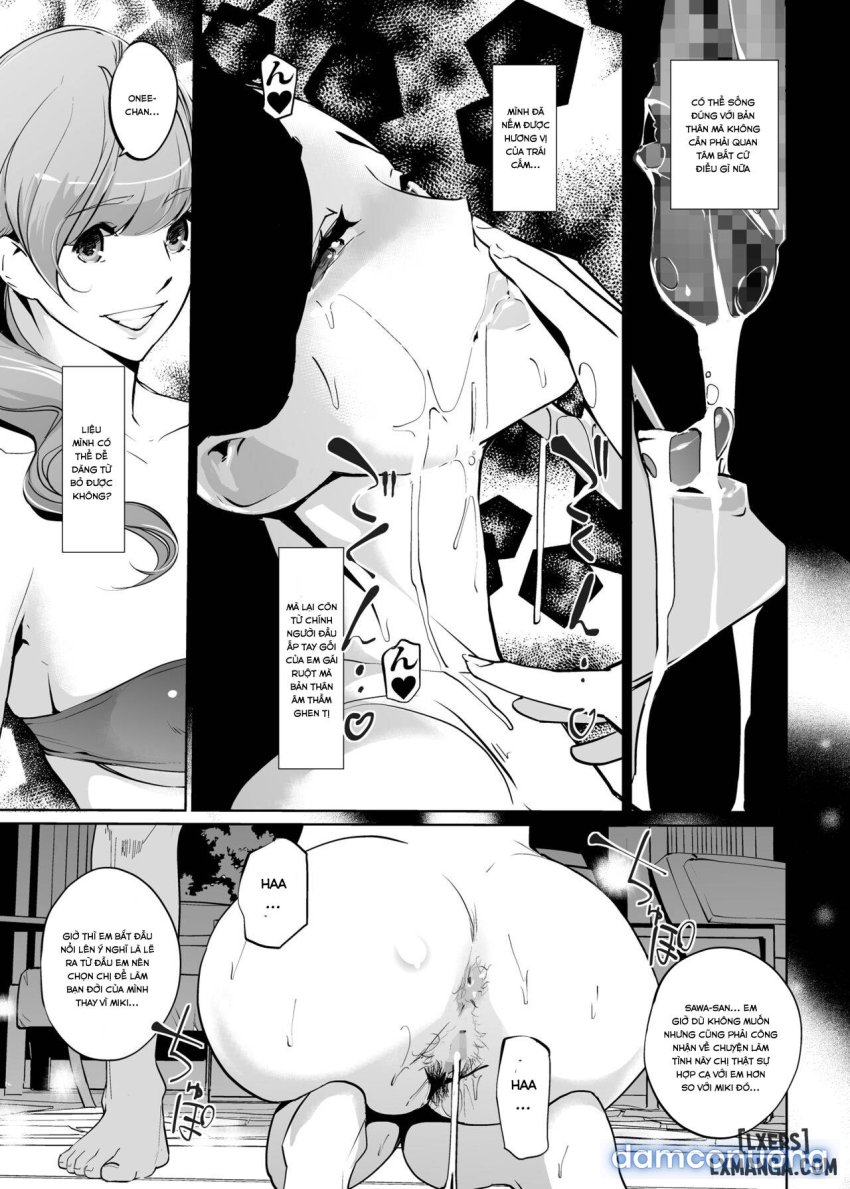 CÓ THỂ SỐNG
ĐÚNG VỚI BẢN
THÂN MÀ KHÔNG
CẦN PHẢI QUAN
TÂM BẤT CỨ
ĐIỀU GÌ NỮA
ん♥
MÌNH ĐÃ
NẾM ĐƯỢC
HƯƠNG VỊ
CỦA TRÁI
CẤM...
ONEE-
CHAN...
LIỆU
MÌNH CÓ
THỂ DỄ
DÀNG TỪ
BỎ ĐƯỢC
KHÔNG?
MÀ LẠI CÒN
TỪ CHÍNH
NGƯỜI ĐẦU
ẤP TAY GỐI
CỦA EM GÁI
RUỘT MÀ
BẢN THÂN
ÂM THẦM
GHEN TỊ
ん♥
HAA
...
GIỜ THÌ EM BẮT ĐẦU
NỔI LÊN Ý NGHĨ LÀ LẼ
RA TỪ ĐẦU EM NÊN
CHỌN CHỊ ĐỂ LÀM
BẠN ĐỜI CỦA MÌNH
THAY VÌ MIKI...
SAWA-SAN... EM
GIỜ DÙ KHÔNG MUỐN
NHƯNG CŨNG PHẢI CÔNG
NHẬN VỀ CHUYỆN LÀM
TÌNH NÀY CHỊ THẬT SỰ
HỢP CẠ VỚI EM HƠN
SO VỚI MIKI ĐÓ...
HAA
...
[LXERS]
LXMANGA.COM